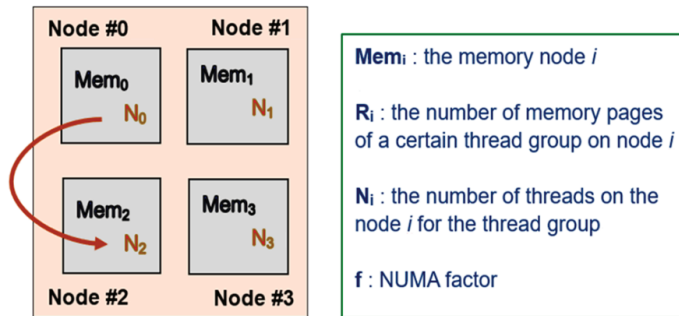 Node #0 Node #1
Mem₀ Mem₁
N₀ N₁
Mem₂ Mem₃
N₂ N₃
Node #2 Node #3
Memᵢ : the memory node i
Rᵢ : the number of memory pages
of a certain thread group on node i
Nᵢ : the number of threads on the
node i for the thread group
f : NUMA factor